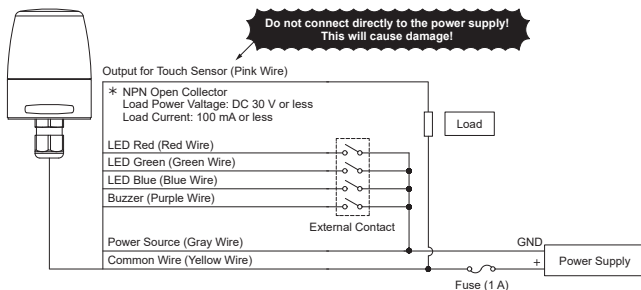 Do not connect directly to the power supply!
This will cause damage!
Output for Touch Sensor (Pink Wire)
* NPN Open Collector
Load Power Valtage: DC 30 V or less
Load Current: 100 mA or less
Load
LED Red (Red Wire)
LED Green (Green Wire)
LED Blue (Blue Wire)
Buzzer (Purple Wire)
External Contact
Power Source (Gray Wire)
GND
Common Wire (Yellow Wire)
+
Power Supply
Fuse (1 A)